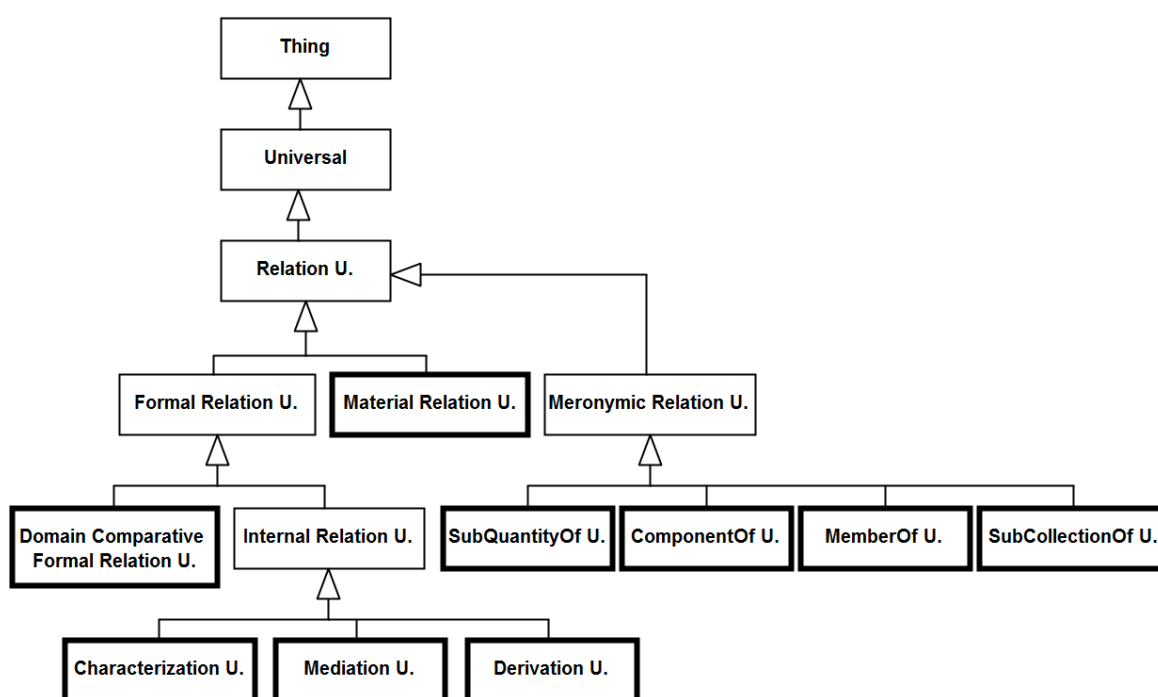 Thing
Universal
Relation U.
Formal Relation U.
Material Relation U.
Meronymic Relation U.
Domain Comparative
Formal Relation U.
Internal Relation U.
SubQuantityOf U.
ComponentOf U.
MemberOf U.
SubCollectionOf U.
Characterization U.
Mediation U.
Derivation U.